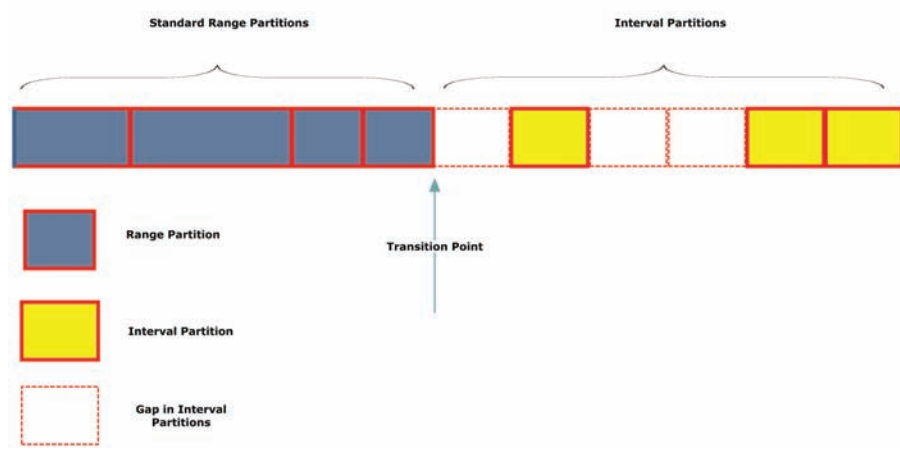 Standard Range Partitions
Interval Partitions
Transition Point
Range Partition
Interval Partition
Gap in Interval
Partitions